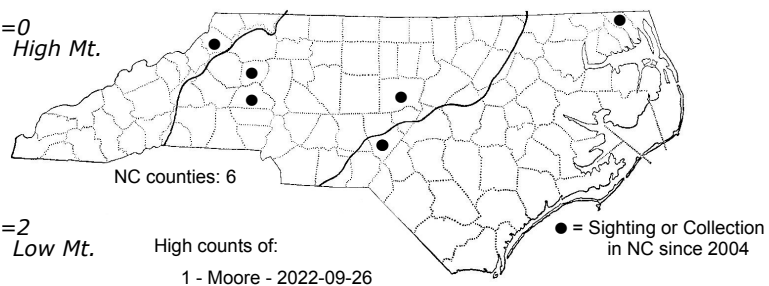 =0
High Mt.
NC counties: 6
=2
Low Mt.
High counts of:
1 - Moore - 2022-09-26
● = Sighting or Collection
in NC since 2004